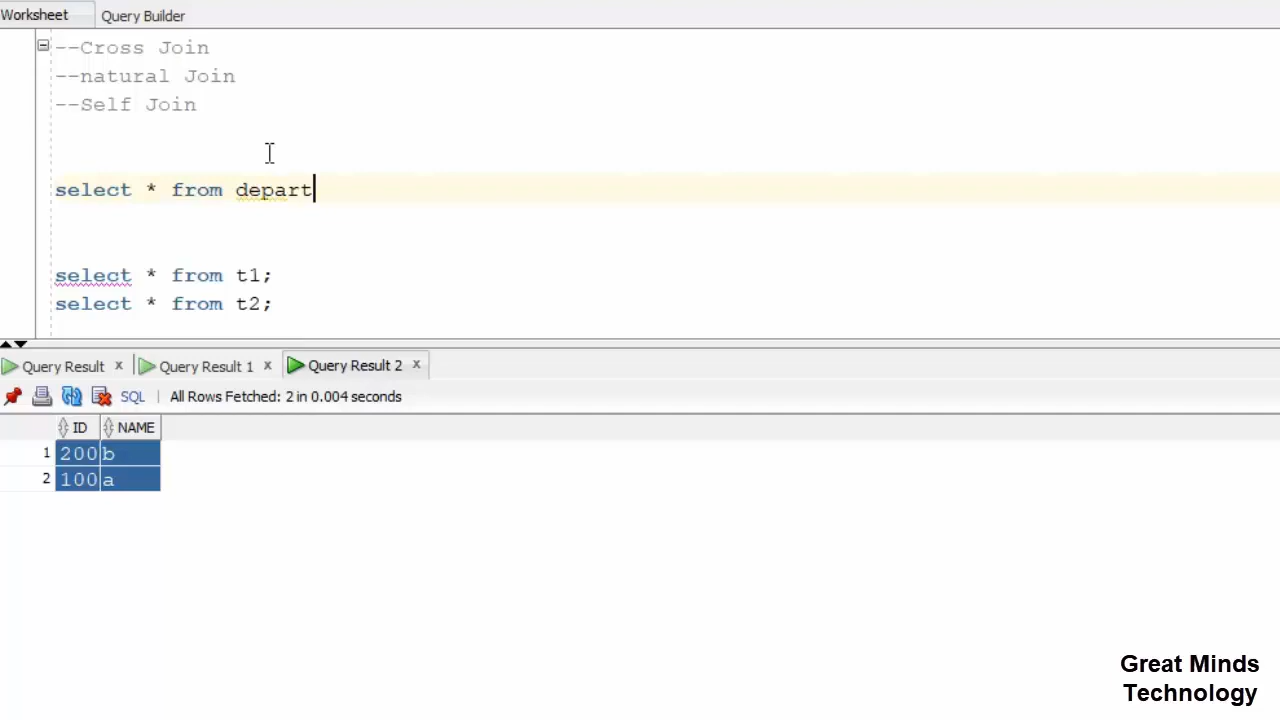 Worksheet Query Builder
--Cross Join
--natural Join
--Self Join
select * from depart
select * from t1;
select * from t2;
Query Result × Query Result 1 × Query Result 2 ×
SQL | All Rows Fetched: 2 in 0.004 seconds
ID NAME
1 200 b
2 100 a
Great Minds
Technology